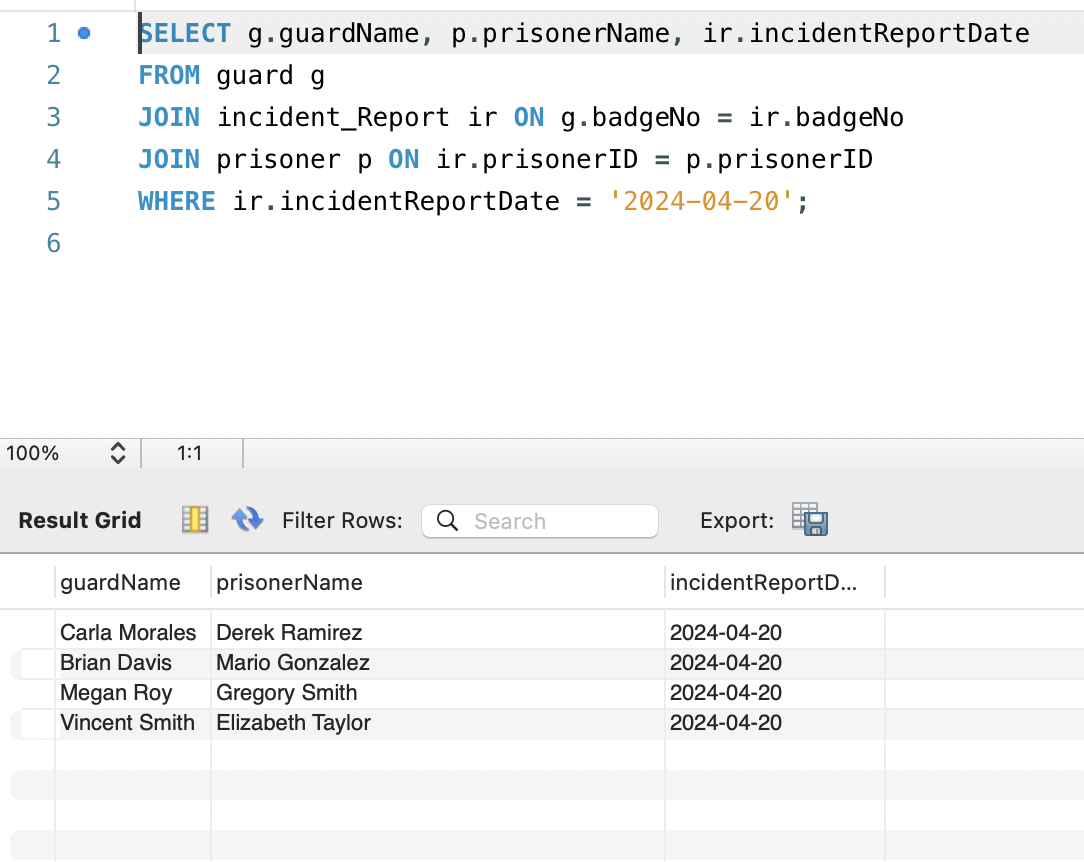 1 SELECT g.guardName, p.prisonerName, ir.incidentReportDate
2 FROM guard g
3 JOIN incident_Report ir ON g.badgeNo = ir.badgeNo
4 JOIN prisoner p ON ir.prisonerID = p.prisonerID
5 WHERE ir.incidentReportDate = '2024-04-20';
6
100% 1:1
Result Grid Filter Rows: Search Export:
guardName prisonerName incidentReportD...
Carla Morales Derek Ramirez 2024-04-20
Brian Davis Mario Gonzalez 2024-04-20
Megan Roy Gregory Smith 2024-04-20
Vincent Smith Elizabeth Taylor 2024-04-20